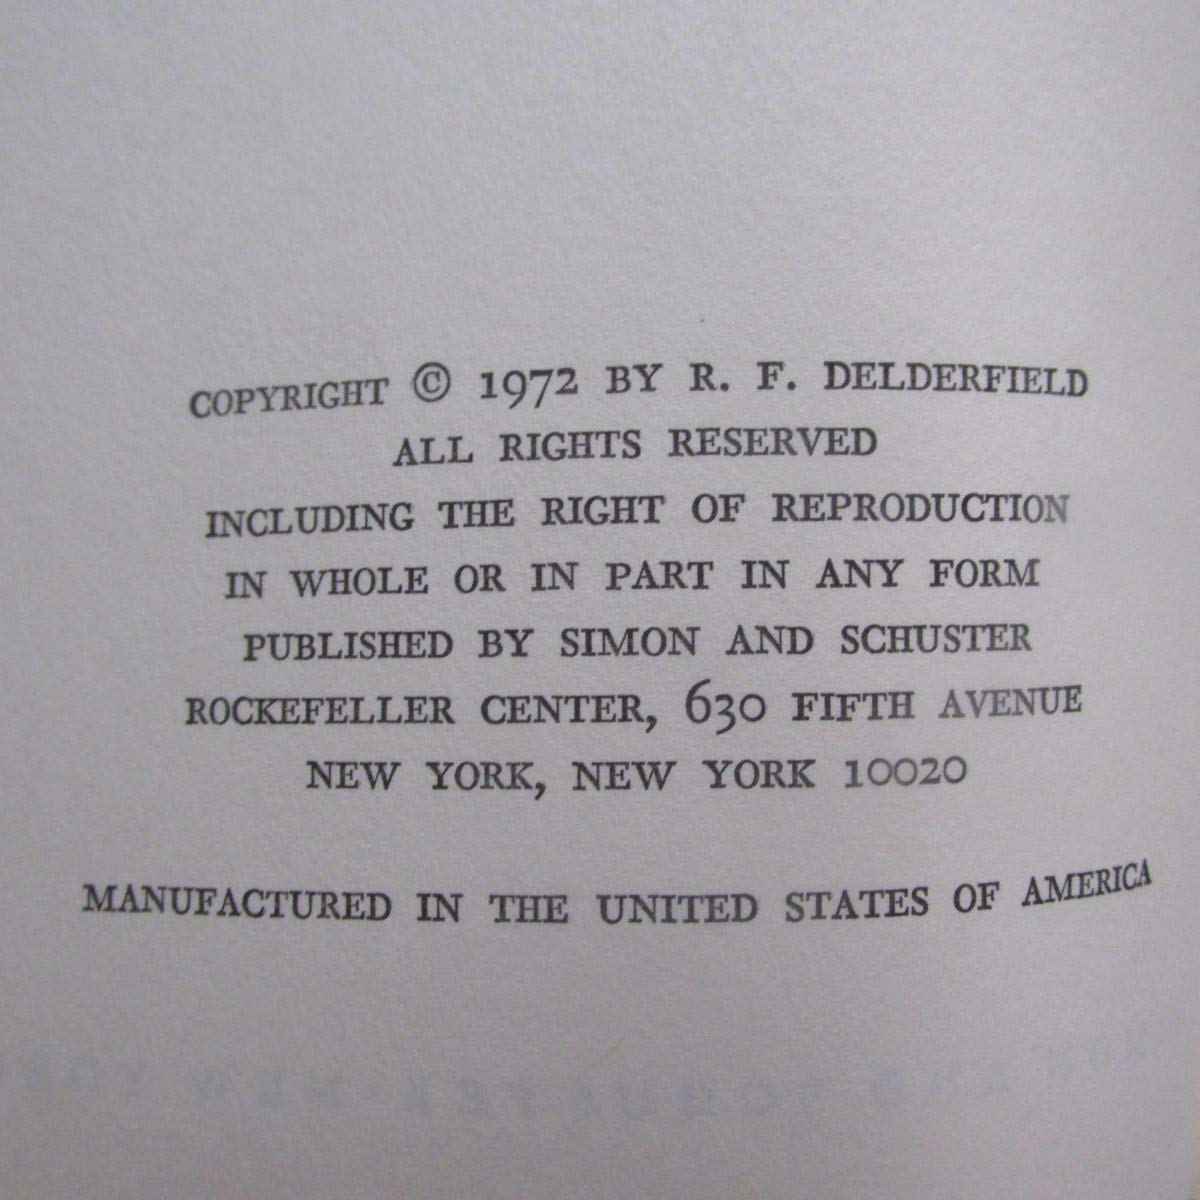 COPYRIGHT © 1972 BY R. F. DELDERFIELD
ALL RIGHTS RESERVED
INCLUDING THE RIGHT OF REPRODUCTION
IN WHOLE OR IN PART IN ANY FORM
PUBLISHED BY SIMON AND SCHUSTER
ROCKEFELLER CENTER, 630 FIFTH AVENUE
NEW YORK, NEW YORK 10020
MANUFACTURED IN THE UNITED STATES OF AMERICA